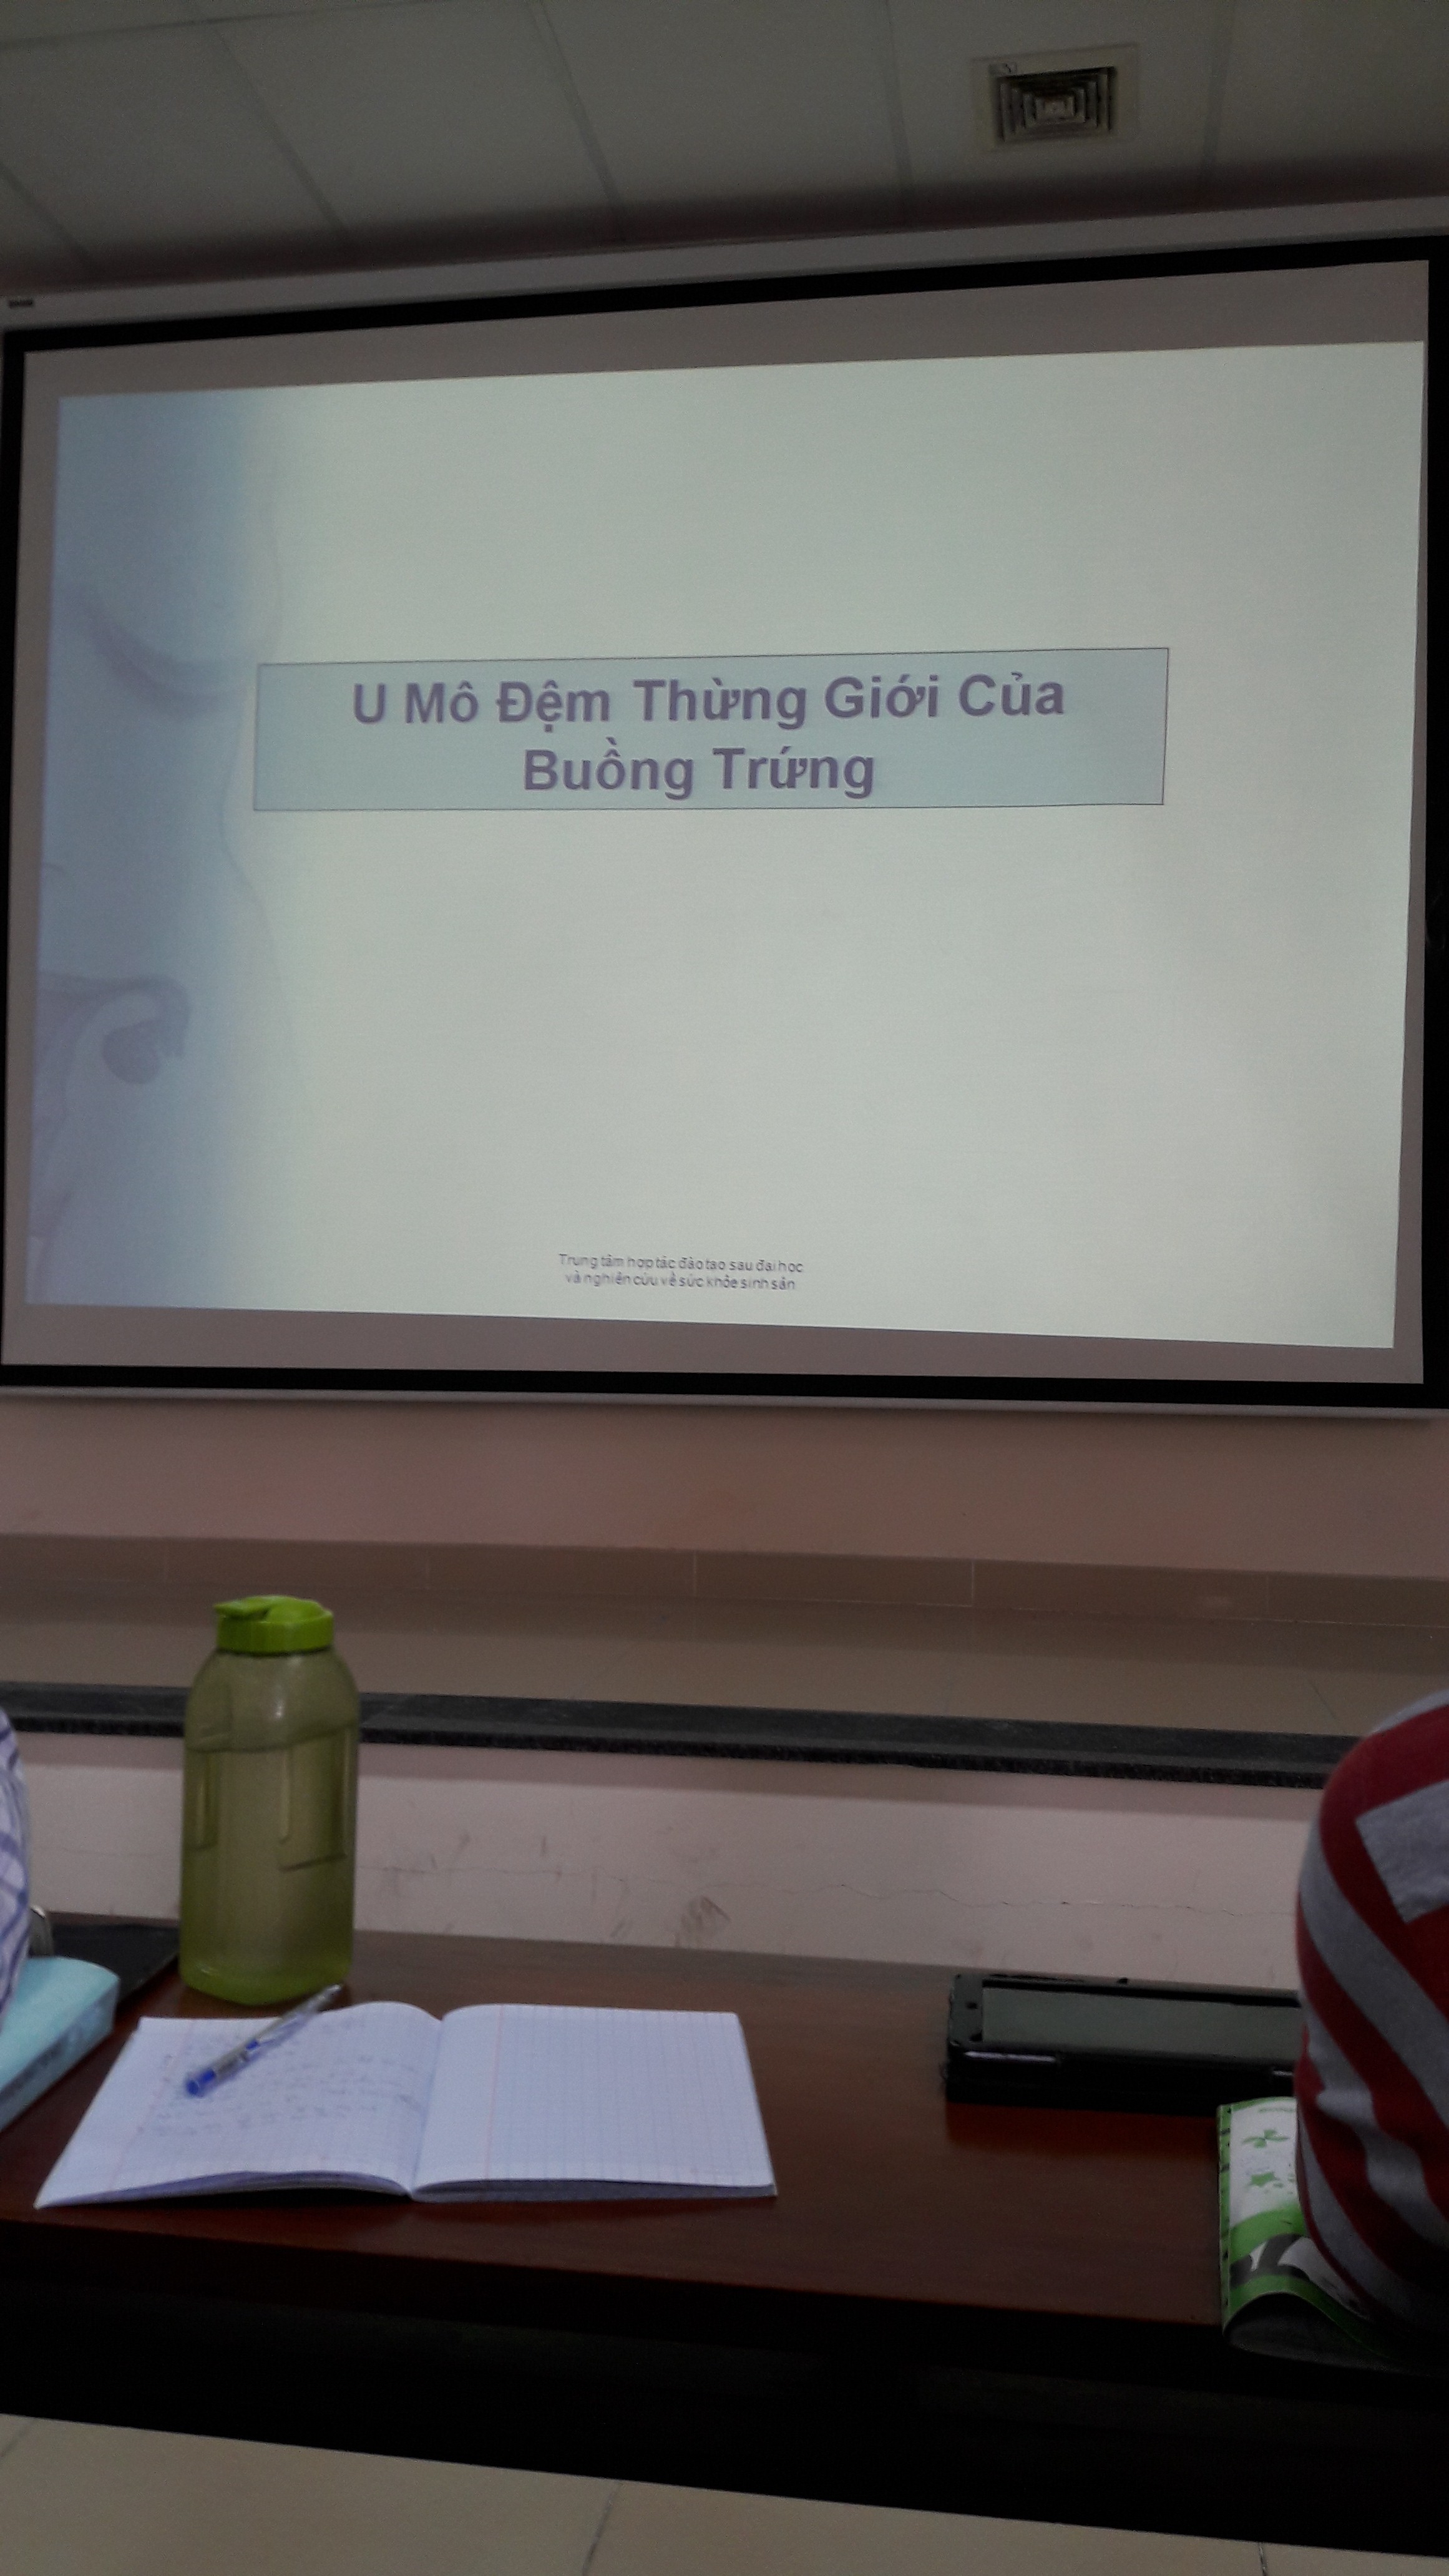 U Mô Đệm Thừng Giới Của
Buồng Trứng
Trung tâm hợp tác đào tạo sau đại học
và nghiên cứu về sức khỏe sinh sản